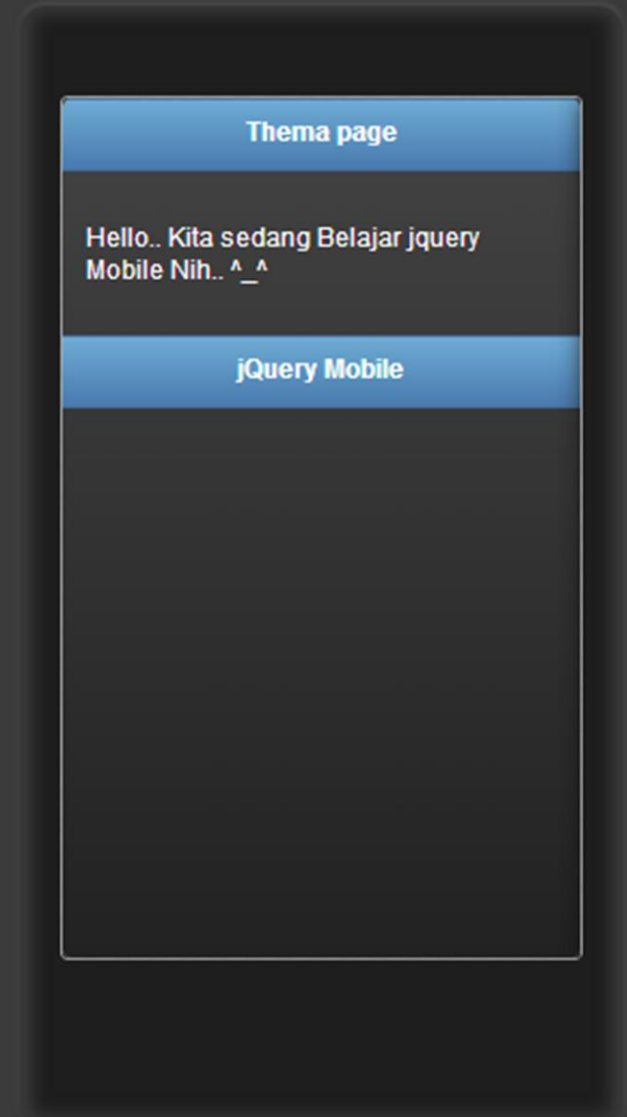 Thema page
Hello.. Kita sedang Belajar jquery
Mobile Nih.. ^_^
jQuery Mobile